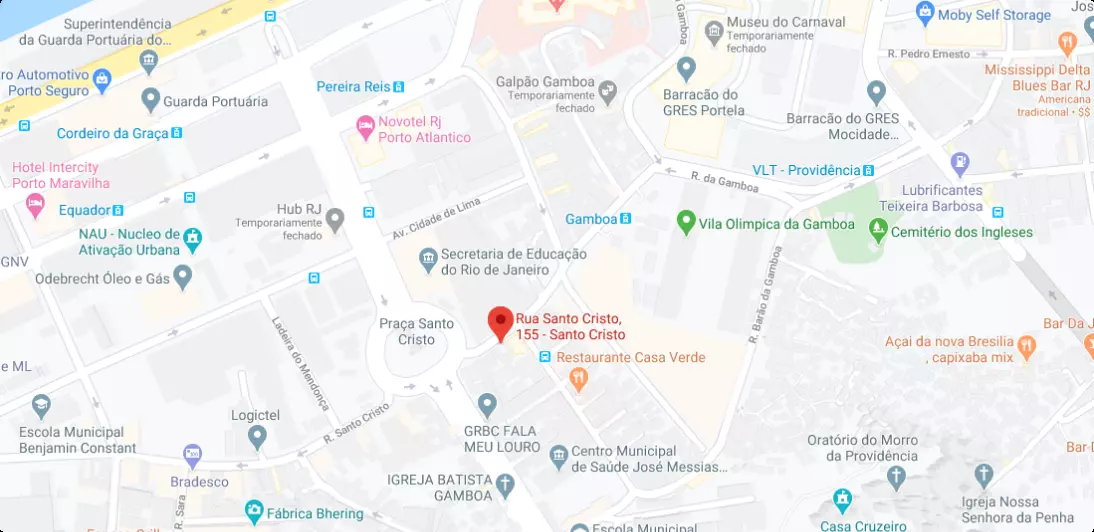 Superintendência
da Guarda Portuária do...
tro Automotivo
Porto Seguro
Guarda Portuária
Cordeiro da Graça
Pereira Reis
Novotel Rj
Porto Atlantico
Galpão Gamboa
Temporariamente
fechado
R. da Gamboa
Museu do Carnaval
Temporariamente
fechado
Barracão do
GRES Portela
Moby Self Storage
Jos
R. Pedro Ernesto
Mississippi Delta
Blues Bar RJ
Americana
tradicional • $$
Barracão do GRES
Mocidade...
Hotel Intercity
Porto Maravilha
Equador
NAU - Nucleo de
Ativação Urbana
GNV
Odebrecht Óleo e Gás
Hub RJ
Temporariamente
fechado
Av. Cidade de Lima
Secretaria de Educação
do Rio de Janeiro
Gamboa
R. da Gamboa
VLT - Providência
Lubrificantes
Teixeira Barbosa
Vila Olimpica da Gamboa
Cemitério dos Ingleses
R. Barão da Gamboa
Praça Santo
Cristo
Rua Santo Cristo,
155 - Santo Cristo
Restaurante Casa Verde
Bar Da J
Açai da nova Bresilia
, capixaba mix
Ladeira do Mendonça
e ML
Escola Municipal
Benjamin Constant
Logictel
R. Santo Cristo
Bradesco
R. Sara
Fábrica Bhering
GRBC FALA
MEU LOURO
IGREJA BATISTA
GAMBOA
Centro Municipal
de Saúde José Messias...
Oratório do Morro
da Providência
Bar D
Igreja Nossa
Senhora da Penha
Casa Cruzeiro
Escola Municipal